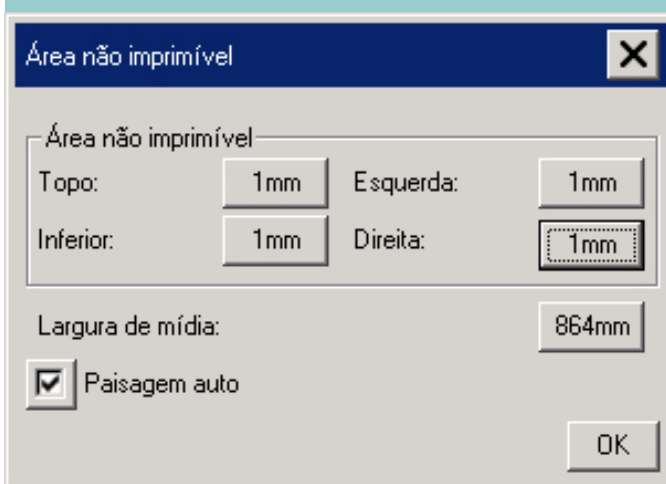 Área não imprimível
Área não imprimível
Topo: 1mm Esquerda: 1mm
Inferior: 1mm Direita: 1mm
Largura de mídia: 864mm
Paisagem auto
OK